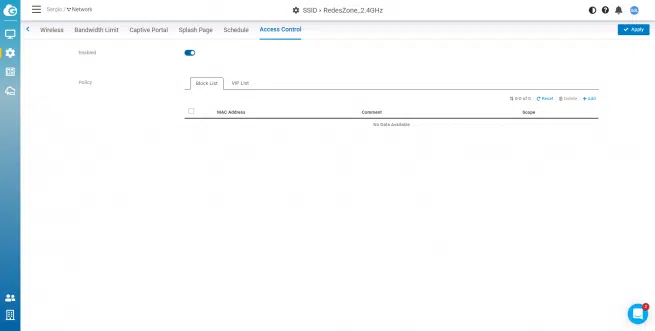 Sergio / Network
SSID › RedesZone_2.4GHz
Wireless Bandwidth Limit Captive Portal Splash Page Schedule Access Control
Apply
Enabled
Policy
Block List VIP List
0-0 of 0 Reset Delete Add
MAC Address Comment Scope
No Data Available